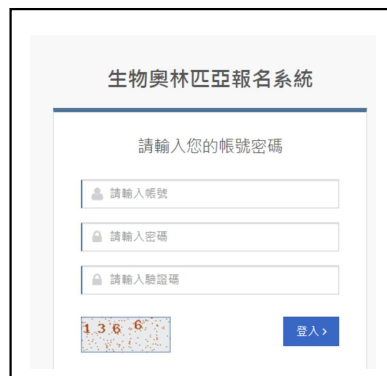 生物奧林匹亞報名系統
請輸入您的帳號密碼
請輸入帳號
請輸入密碼
請輸入驗證碼
1 3 6 6
登入 ›